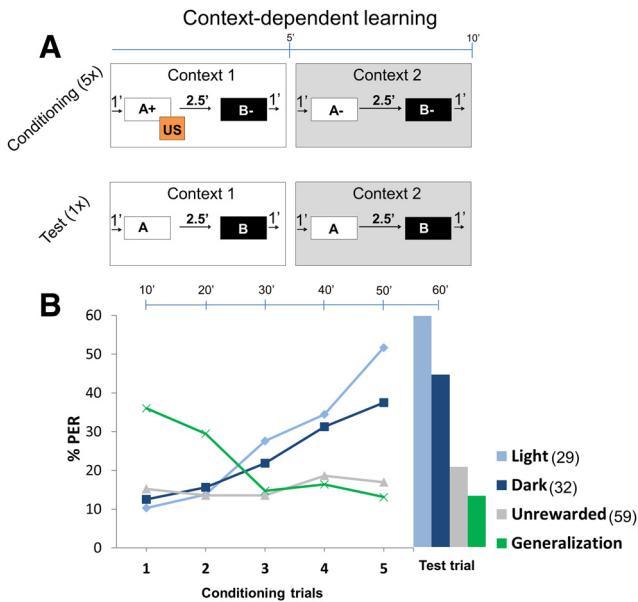 Context-dependent learning
A
5' 10'
Conditioning (5x)
Context 1 Context 2
1' A+ 2.5' B- 1' 1' A- 2.5' B- 1'
US
Test (1x)
Context 1 Context 2
1' A 2.5' B 1' 1' A 2.5' B 1'
B
10' 20' 30' 40' 50' 60'
60
50
40
30
20
10
0
% PER
1 2 3 4 5
Conditioning trials
Test trial
Light (29)
Dark (32)
Unrewarded (59)
Generalization